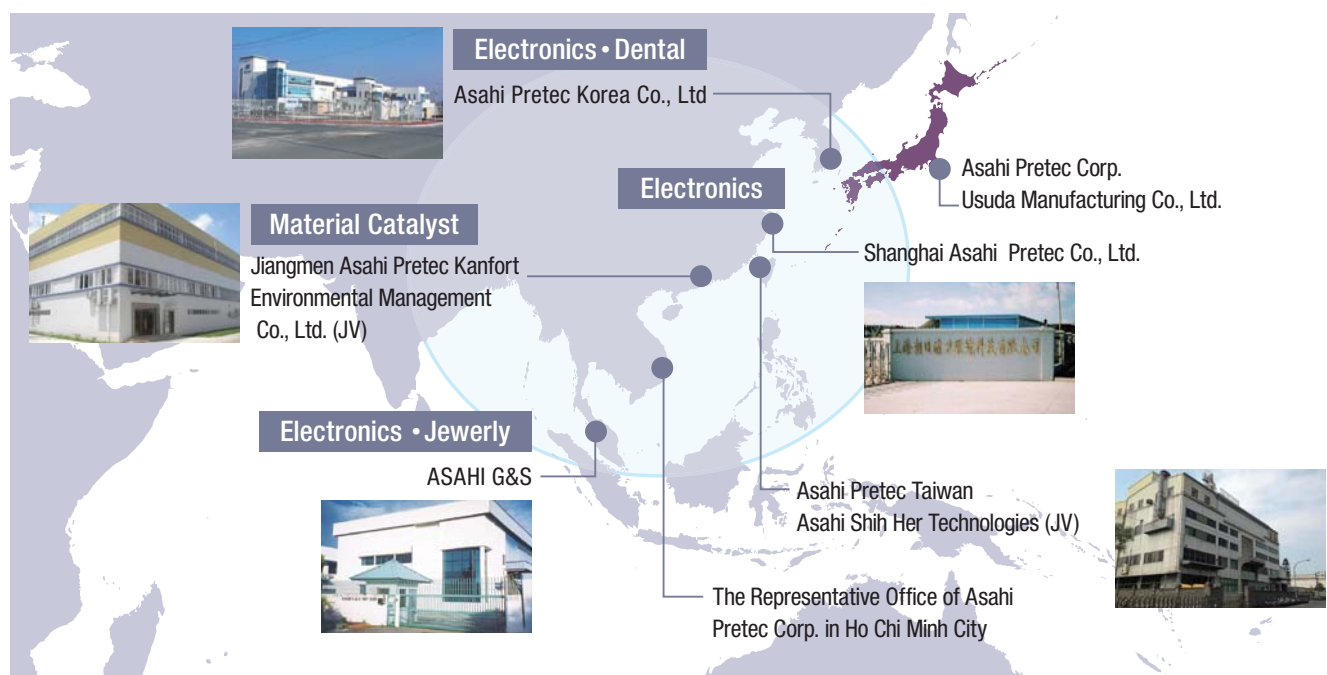 Electronics・Dental
Asahi Pretec Korea Co., Ltd
Electronics
Asahi Pretec Corp.
Usuda Manufacturing Co., Ltd.
Material Catalyst
Jiangmen Asahi Pretec Kanfort
Environmental Management
Co., Ltd. (JV)
Shanghai Asahi Pretec Co., Ltd.
Electronics ・Jewerly
ASAHI G&S
Asahi Pretec Taiwan
Asahi Shih Her Technologies (JV)
The Representative Office of Asahi
Pretec Corp. in Ho Chi Minh City